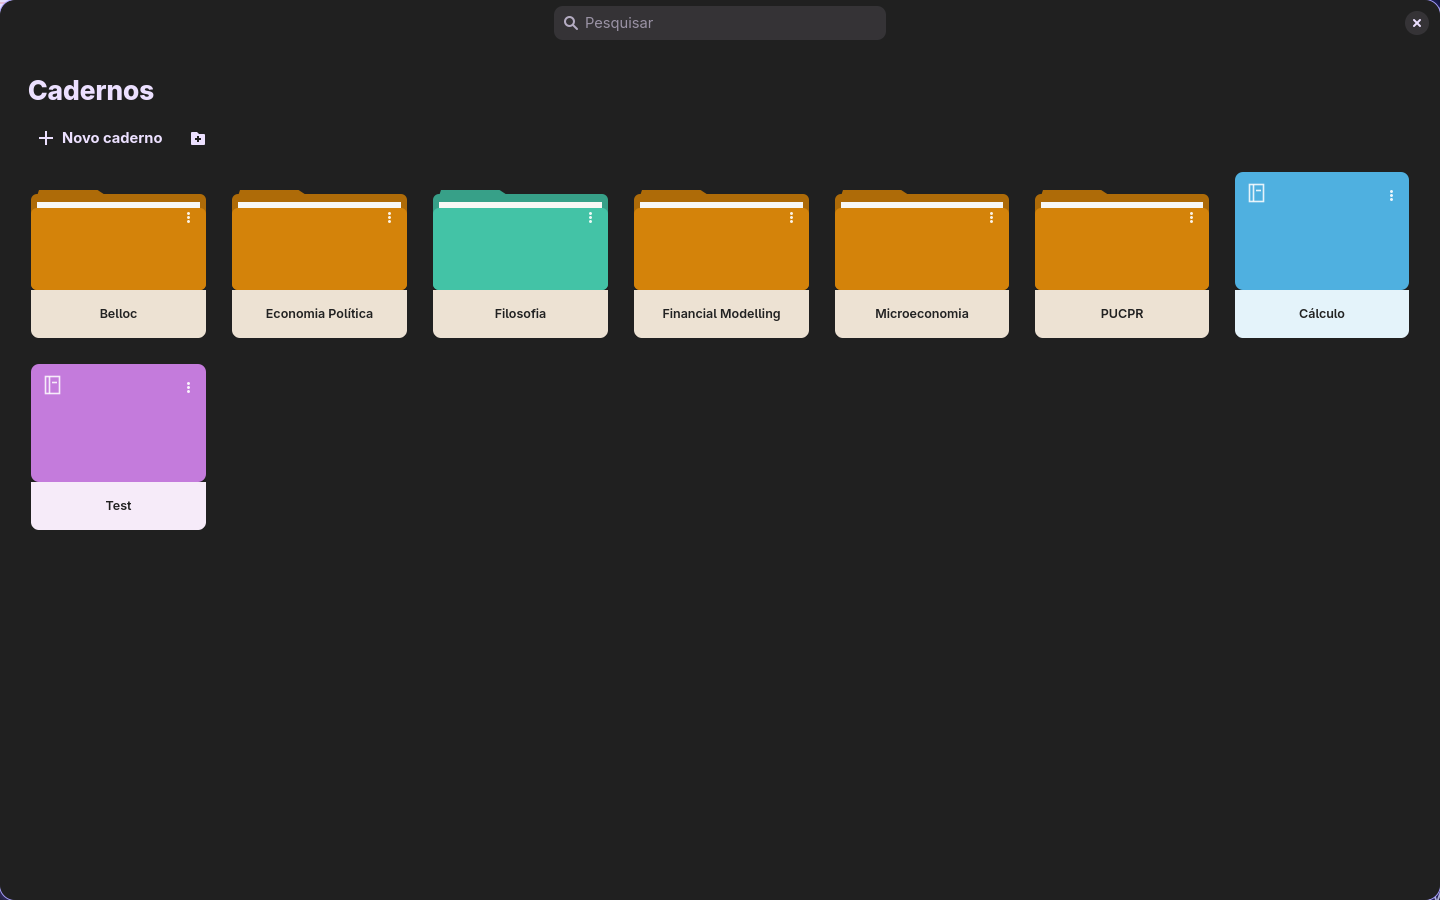 Pesquisar
Cadernos
Novo caderno
Belloc
Economia Política
Filosofia
Financial Modelling
Microeconomia
PUCPR
Cálculo
Test